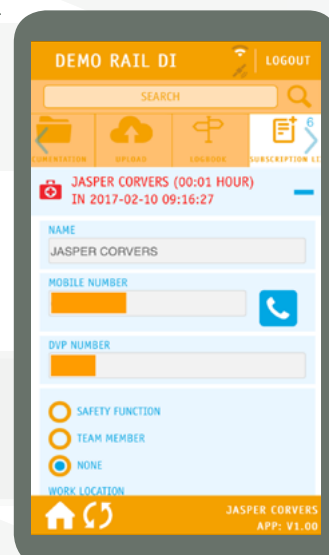 DEMO RAIL DI
LOGOUT
SEARCH
6
UMENTATION UPLOAD LOGBOOK SUBSCRIPTION LI
JASPER CORVERS (00:01 HOUR)
IN 2017-02-10 09:16:27
NAME
JASPER CORVERS
MOBILE NUMBER
DVP NUMBER
SAFETY FUNCTION
TEAM MEMBER
NONE
WORK LOCATION
JASPER CORVERS
APP: V1.00